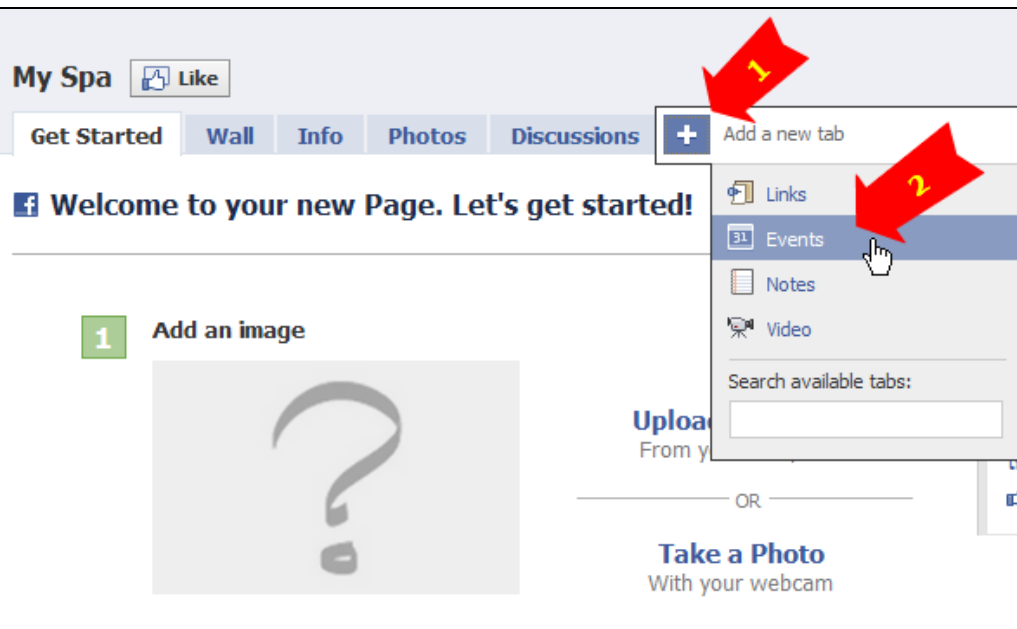 My Spa Like
1
Get Started Wall Info Photos Discussions + Add a new tab
Links
2
Events
31
Notes
Video
Search available tabs:
f Welcome to your new Page. Let's get started!
1 Add an image
?
From
OR
Take a Photo
With your webcam